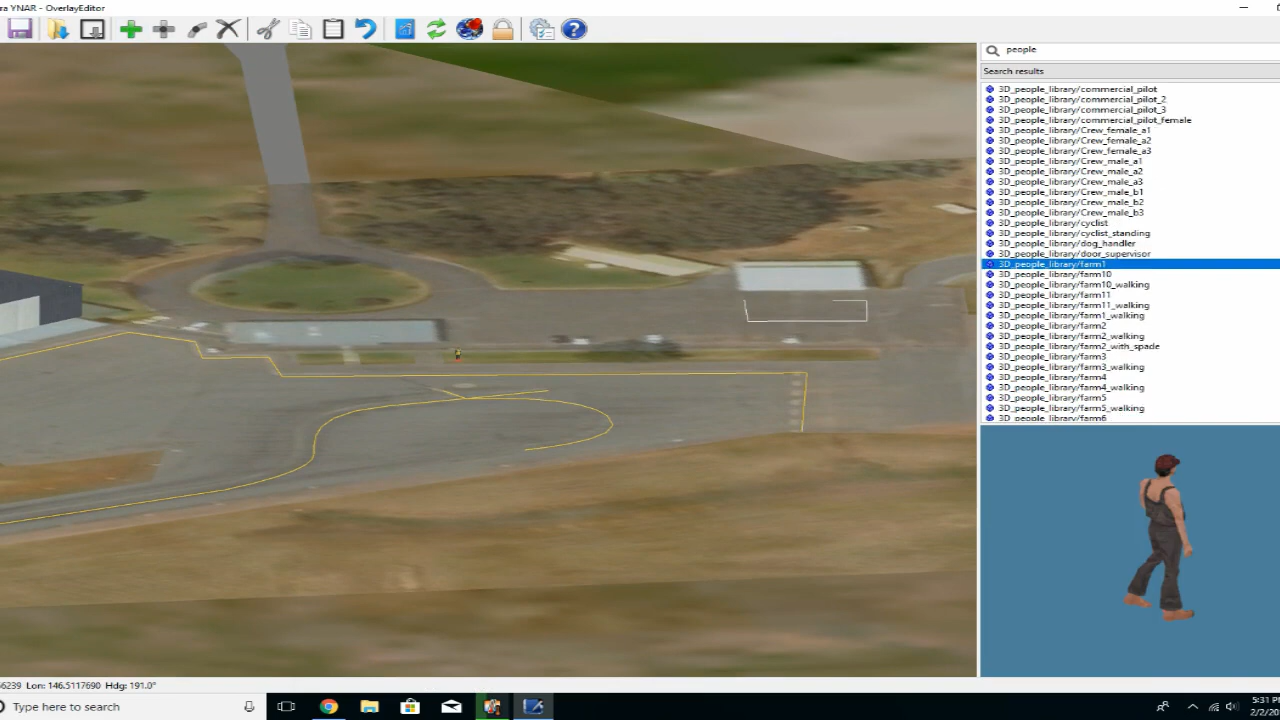 ra YNAR - OverlayEditor
people
Search results
3D_people_library/commercial_pilot
3D_people_library/commercial_pilot_2
3D_people_library/commercial_pilot_3
3D_people_library/commercial_pilot_female
3D_people_library/Crew_female_a1
3D_people_library/Crew_female_a2
3D_people_library/Crew_female_a3
3D_people_library/Crew_male_a1
3D_people_library/Crew_male_a2
3D_people_library/Crew_male_a3
3D_people_library/Crew_male_b1
3D_people_library/Crew_male_b2
3D_people_library/Crew_male_b3
3D_people_library/cyclist
3D_people_library/cyclist_standing
3D_people_library/dog_handler
3D_people_library/door_supervisor
3D_people_library/farm1
3D_people_library/farm10
3D_people_library/farm10_walking
3D_people_library/farm11
3D_people_library/farm11_walking
3D_people_library/farm1_walking
3D_people_library/farm2
3D_people_library/farm2_walking
3D_people_library/farm2_with_spade
3D_people_library/farm3
3D_people_library/farm3_walking
3D_people_library/farm4
3D_people_library/farm4_walking
3D_people_library/farm5
3D_people_library/farm5_walking
3D_people_library/farm6
6239 Lon: 146.5117690 Hdg: 191.0°
Type here to search
5:31 P
2/2/20